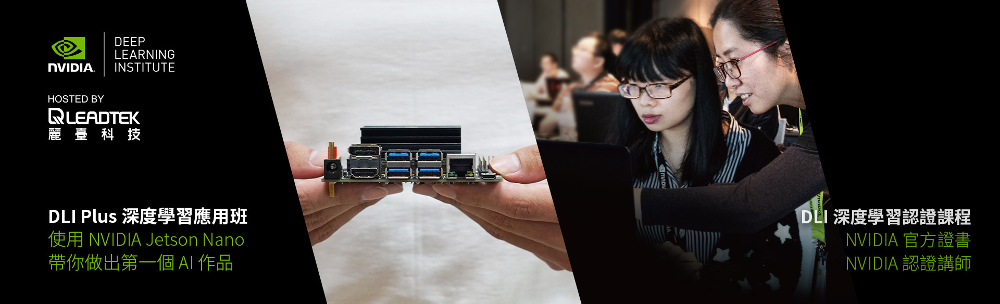 NVIDIA
DEEP
LEARNING
INSTITUTE
HOSTED BY
LEADTEK
麗臺科技
DLI Plus 深度學習應用班
使用 NVIDIA Jetson Nano
帶你做出第一個 AI 作品
DLI 深度學習認證課程
NVIDIA 官方證書
NVIDIA 認證講師
NVIDIA
NVIDIA